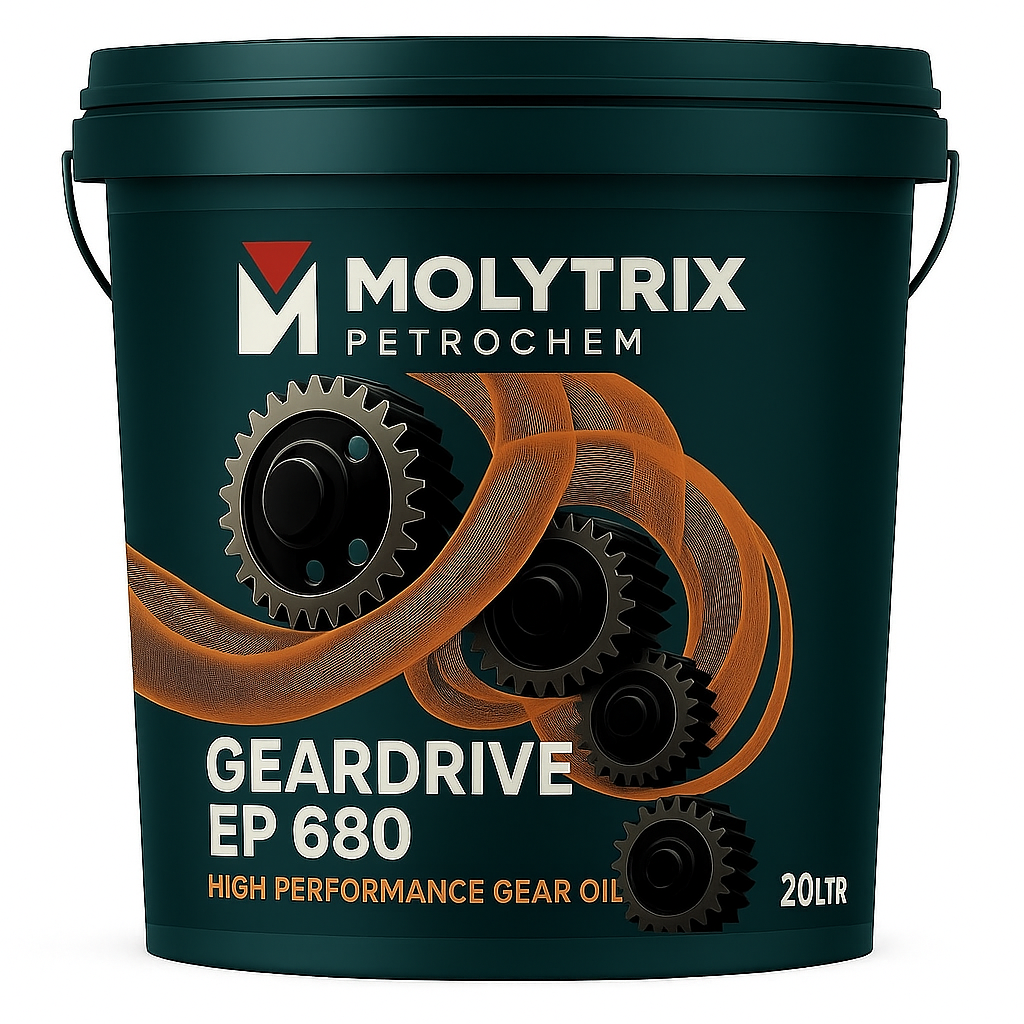 MOLYTRIX
PETROCHEM
GEARDRIVE
EP 680
HIGH PERFORMANCE GEAR OIL
20LTR